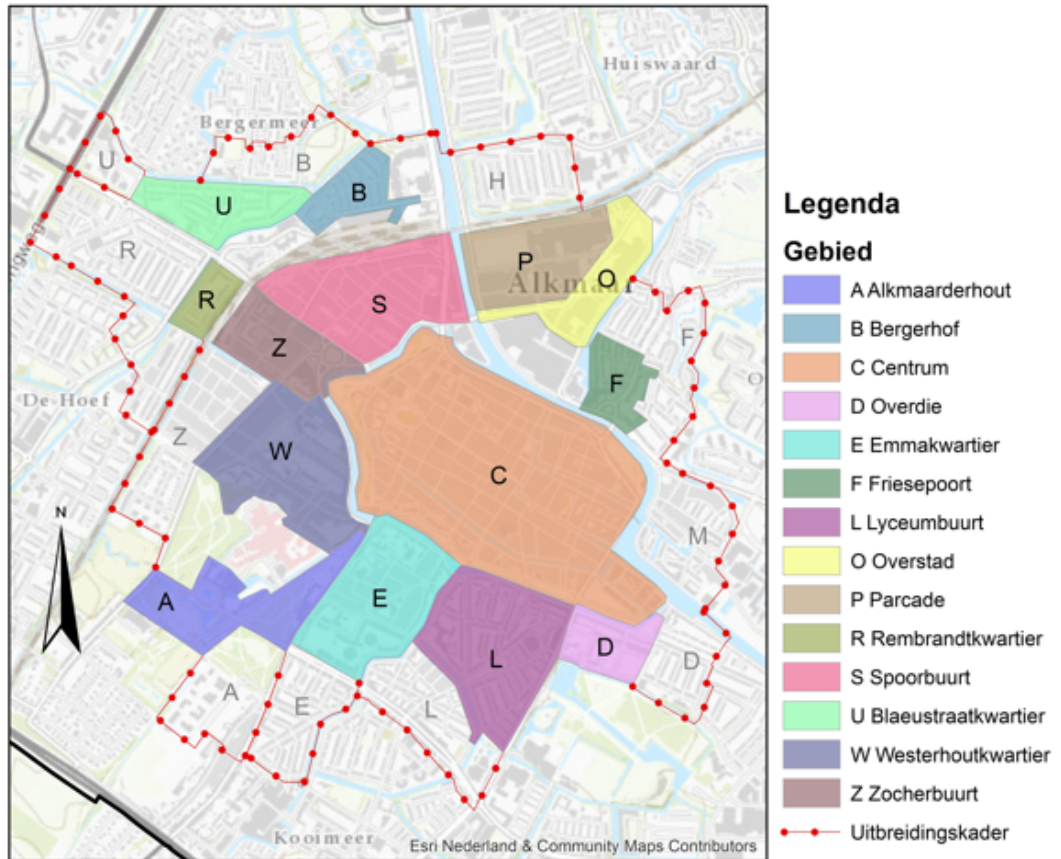 Huiswaard
Bergermeer
U
B
H
B
U
R
ngweg
P
Alkmaar
O
R
S
F
Z
F
O
De Hoef
Z
W
C
N
M
A
E
D
D
L
A
E
L
Kooimeer
Esri Nederland & Community Maps Contributors
Legenda
Gebied
A Alkmaarderhout
B Bergerhof
C Centrum
D Overdie
E Emmakwartier
F Friesepoort
L Lyceumbuurt
O Overstad
P Parcade
R Rembrandtkwartier
S Spoorbuurt
U Blaeustraatkwartier
W Westerhoutkwartier
Z Zocherbuurt
Uitbreidingskader